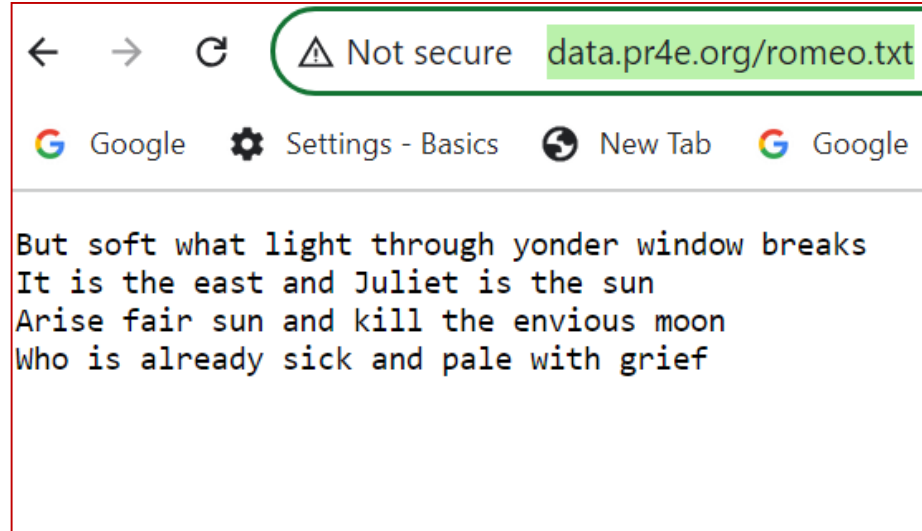 Not secure data.pr4e.org/romeo.txt
Google Settings - Basics New Tab Google
But soft what light through yonder window breaks
It is the east and Juliet is the sun
Arise fair sun and kill the envious moon
Who is already sick and pale with grief